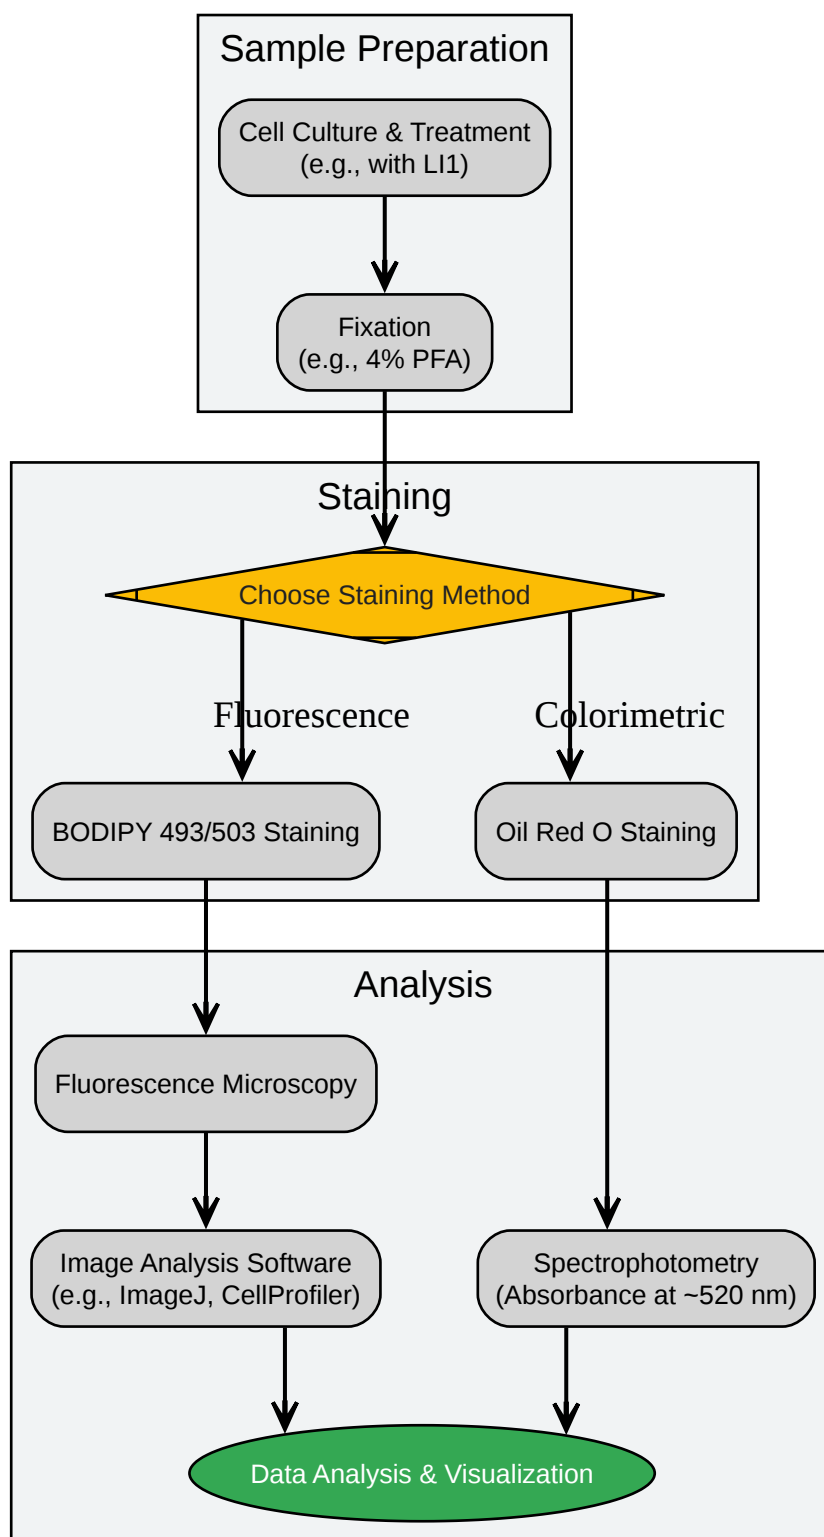 Sample Preparation
Cell Culture & Treatment
(e.g., with LI1)
Fixation
(e.g., 4% PFA)
Staining
Choose Staining Method
Fluorescence
Colorimetric
BODIPY 493/503 Staining
Oil Red O Staining
Analysis
Fluorescence Microscopy
Image Analysis Software
(e.g., ImageJ, CellProfiler)
Spectrophotometry
(Absorbance at ~520 nm)
Data Analysis & Visualization